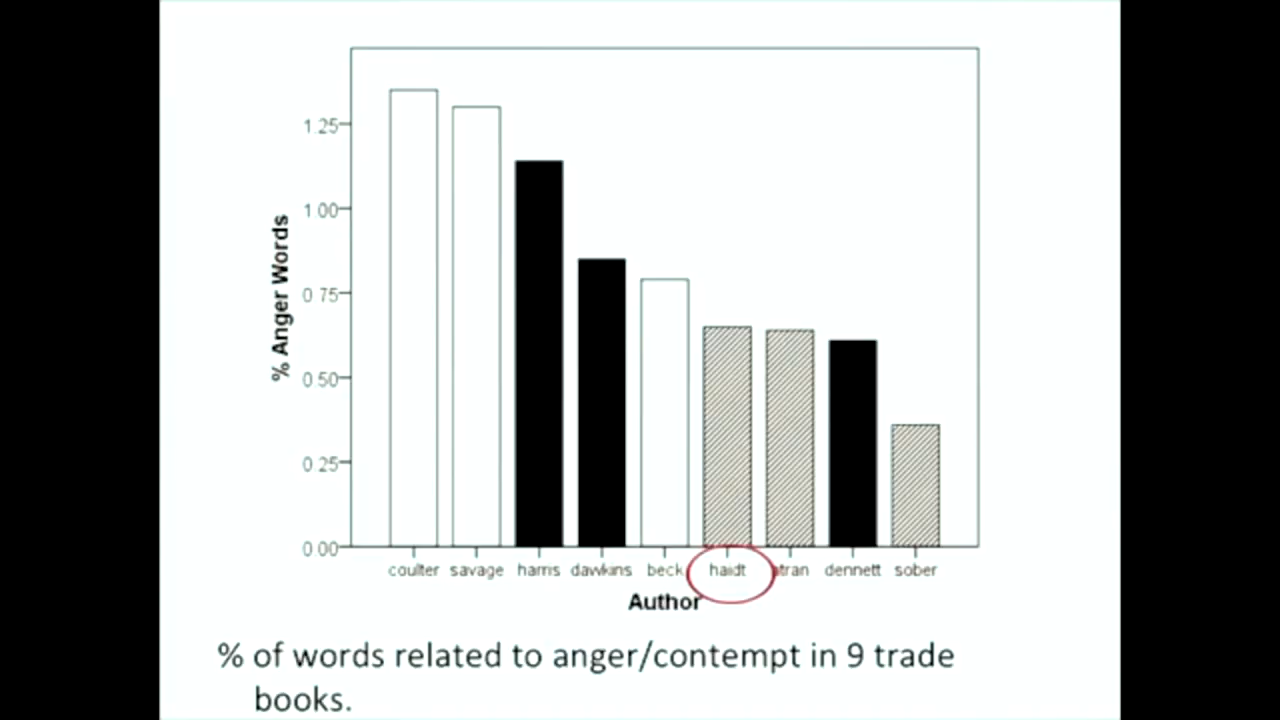 1.25
1.00
0.75
0.50
0.25
0.00
% Anger Words
coulter savage harris dawkins beck haidt atran dennett sober
Author
% of words related to anger/contempt in 9 trade
books.